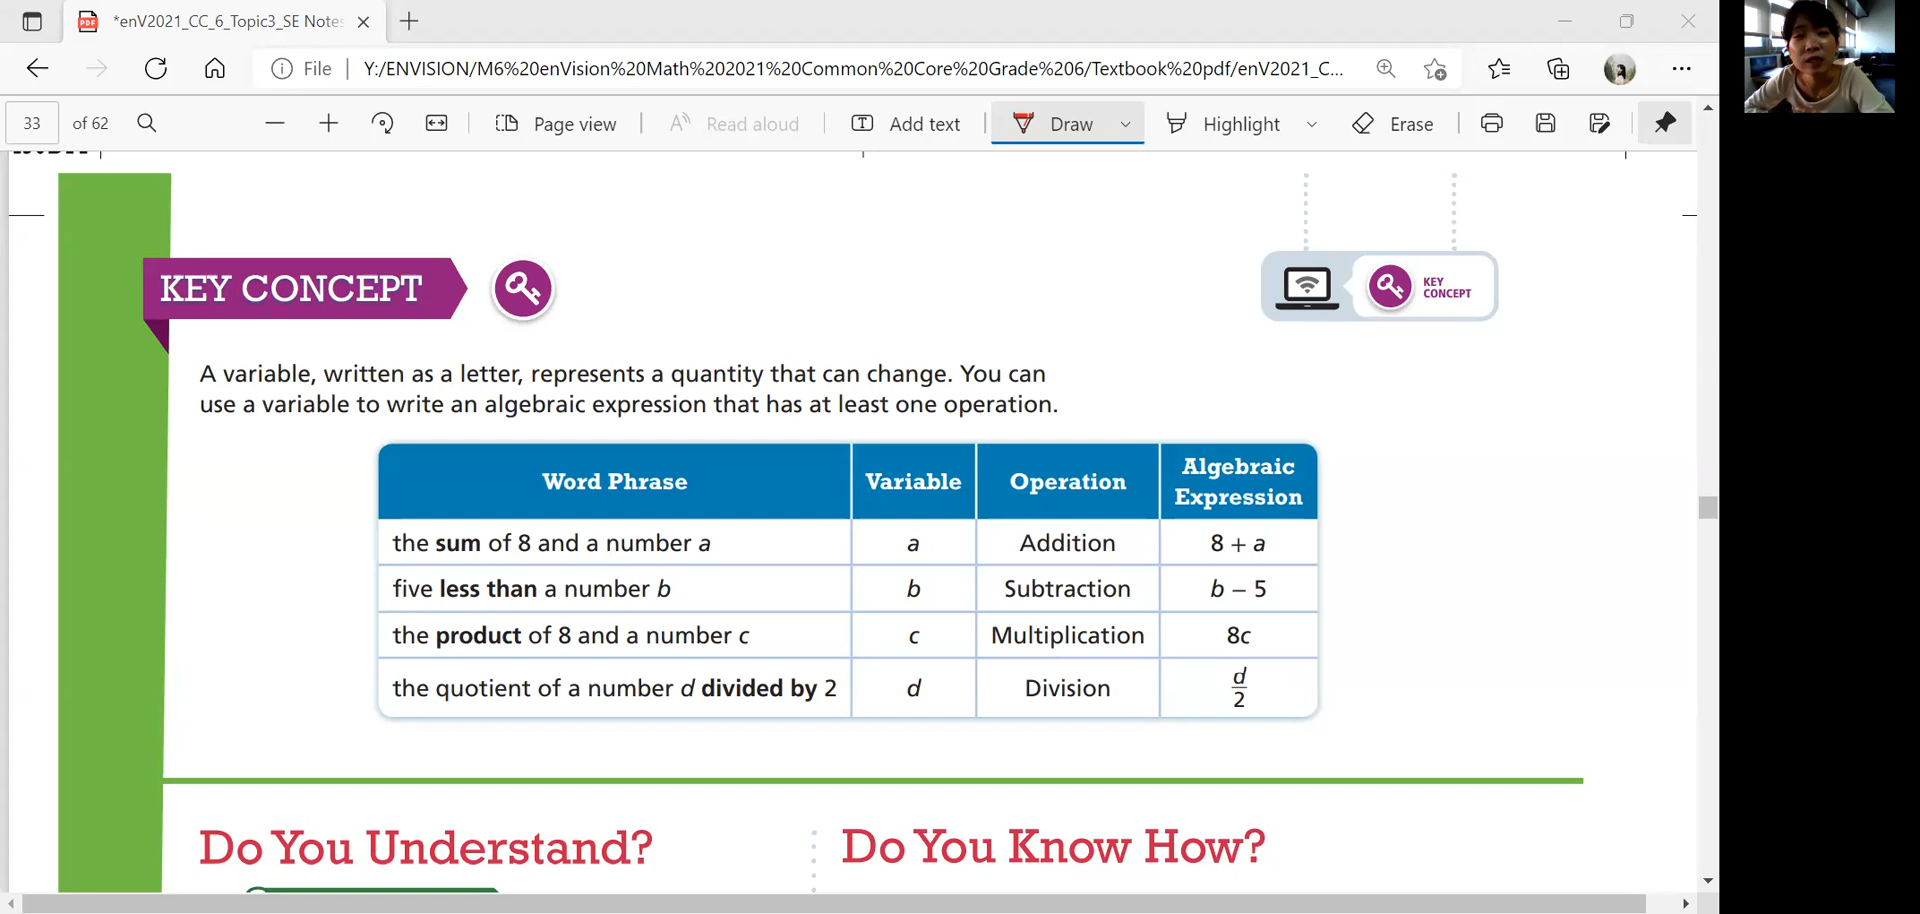 *enV2021_CC_6_Topic3_SE Notes
File Y:/ENVISION/M6%20enVision%20Math%202021%20Common%20Core%20Grade%206/Textbook%20pdf/enV2021_C...
33 of 62 Page view Read aloud Add text Draw Highlight Erase
KEY CONCEPT
KEY
CONCEPT
A variable, written as a letter, represents a quantity that can change. You can
use a variable to write an algebraic expression that has at least one operation.
Word Phrase Variable Operation Algebraic Expression
the sum of 8 and a number a a Addition 8 + a
five less than a number b b Subtraction b − 5
the product of 8 and a number c c Multiplication 8c
the quotient of a number d divided by 2 d Division d/2
Do You Understand? Do You Know How?